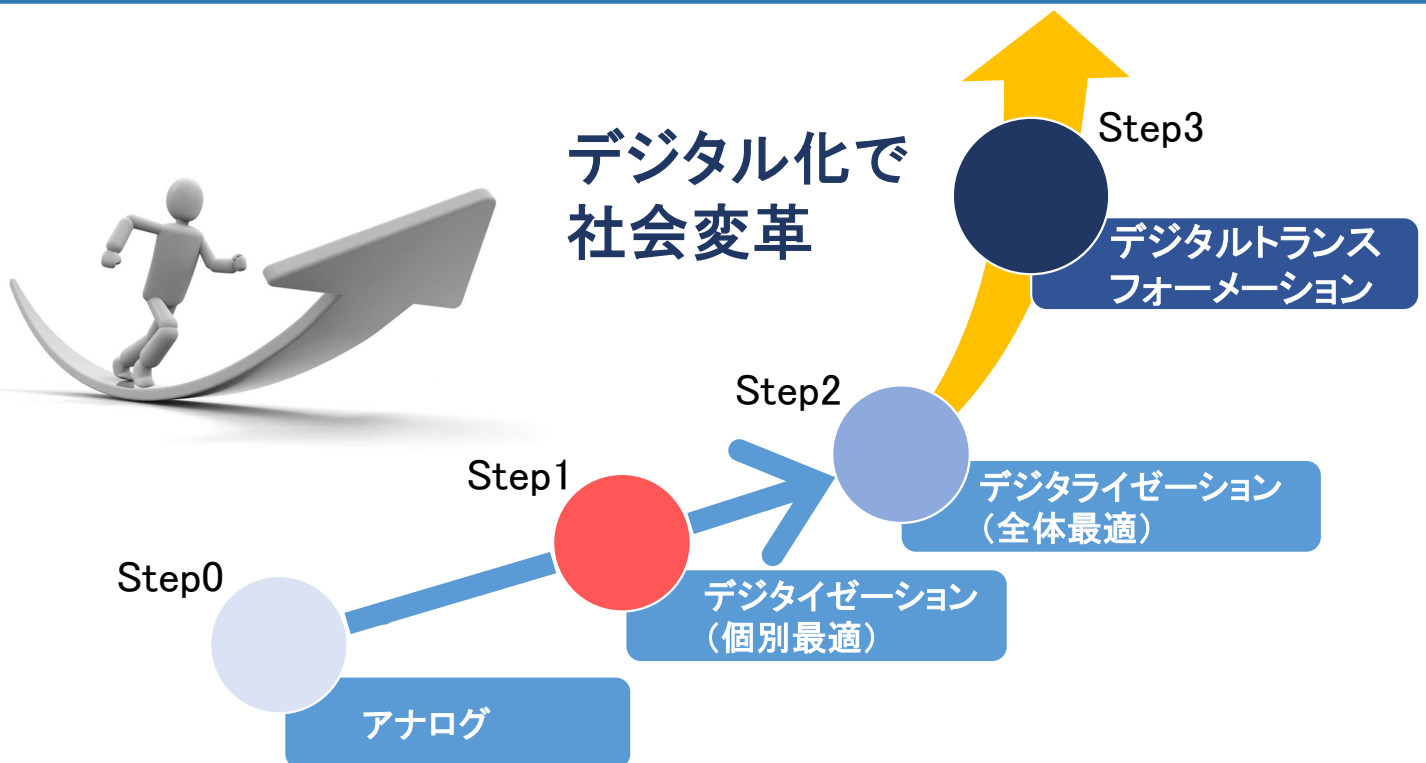 デジタル化で
社会変革
Step3
デジタルトランス
フォーメーション
Step2
デジタライゼーション
（全体最適）
Step1
デジタイゼーション
（個別最適）
Step0
アナログ